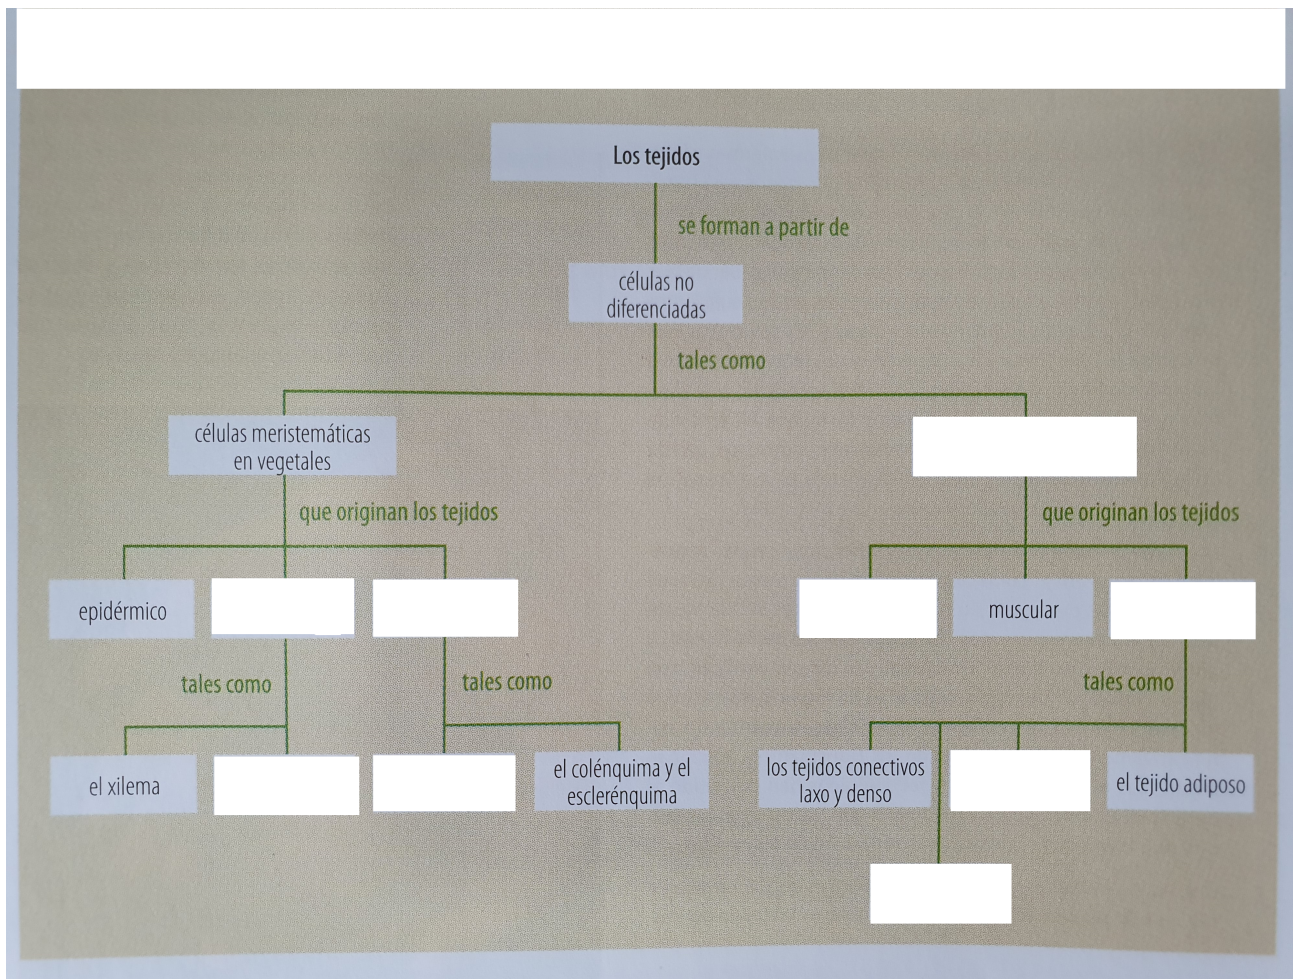 Los tejidos
se forman a partir de
células no
diferenciadas
tales como
células meristemáticas
en vegetales
que originan los tejidos
que originan los tejidos
epidérmico
muscular
tales como
tales como
tales como
el xilema
el colénquima y el
esclerénquima
los tejidos conectivos
laxo y denso
el tejido adiposo